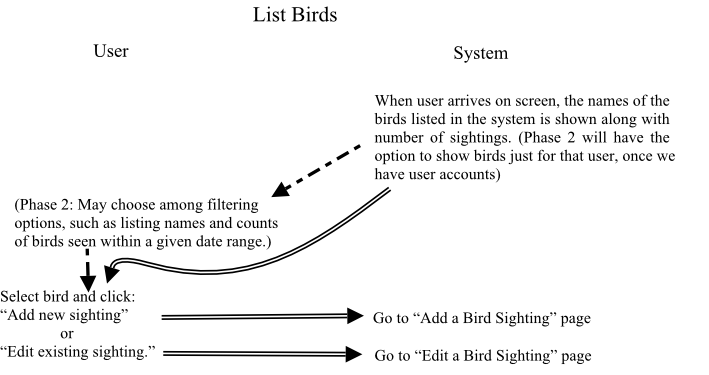 List Birds
User
System
When user arrives on screen, the names of the
birds listed in the system is shown along with
number of sightings. (Phase 2 will have the
option to show birds just for that user, once we
have user accounts)
(Phase 2: May choose among filtering
options, such as listing names and counts
of birds seen within a given date range.)
Select bird and click:
“Add new sighting”
or
“Edit existing sighting.”
Go to “Add a Bird Sighting” page
Go to “Edit a Bird Sighting” page